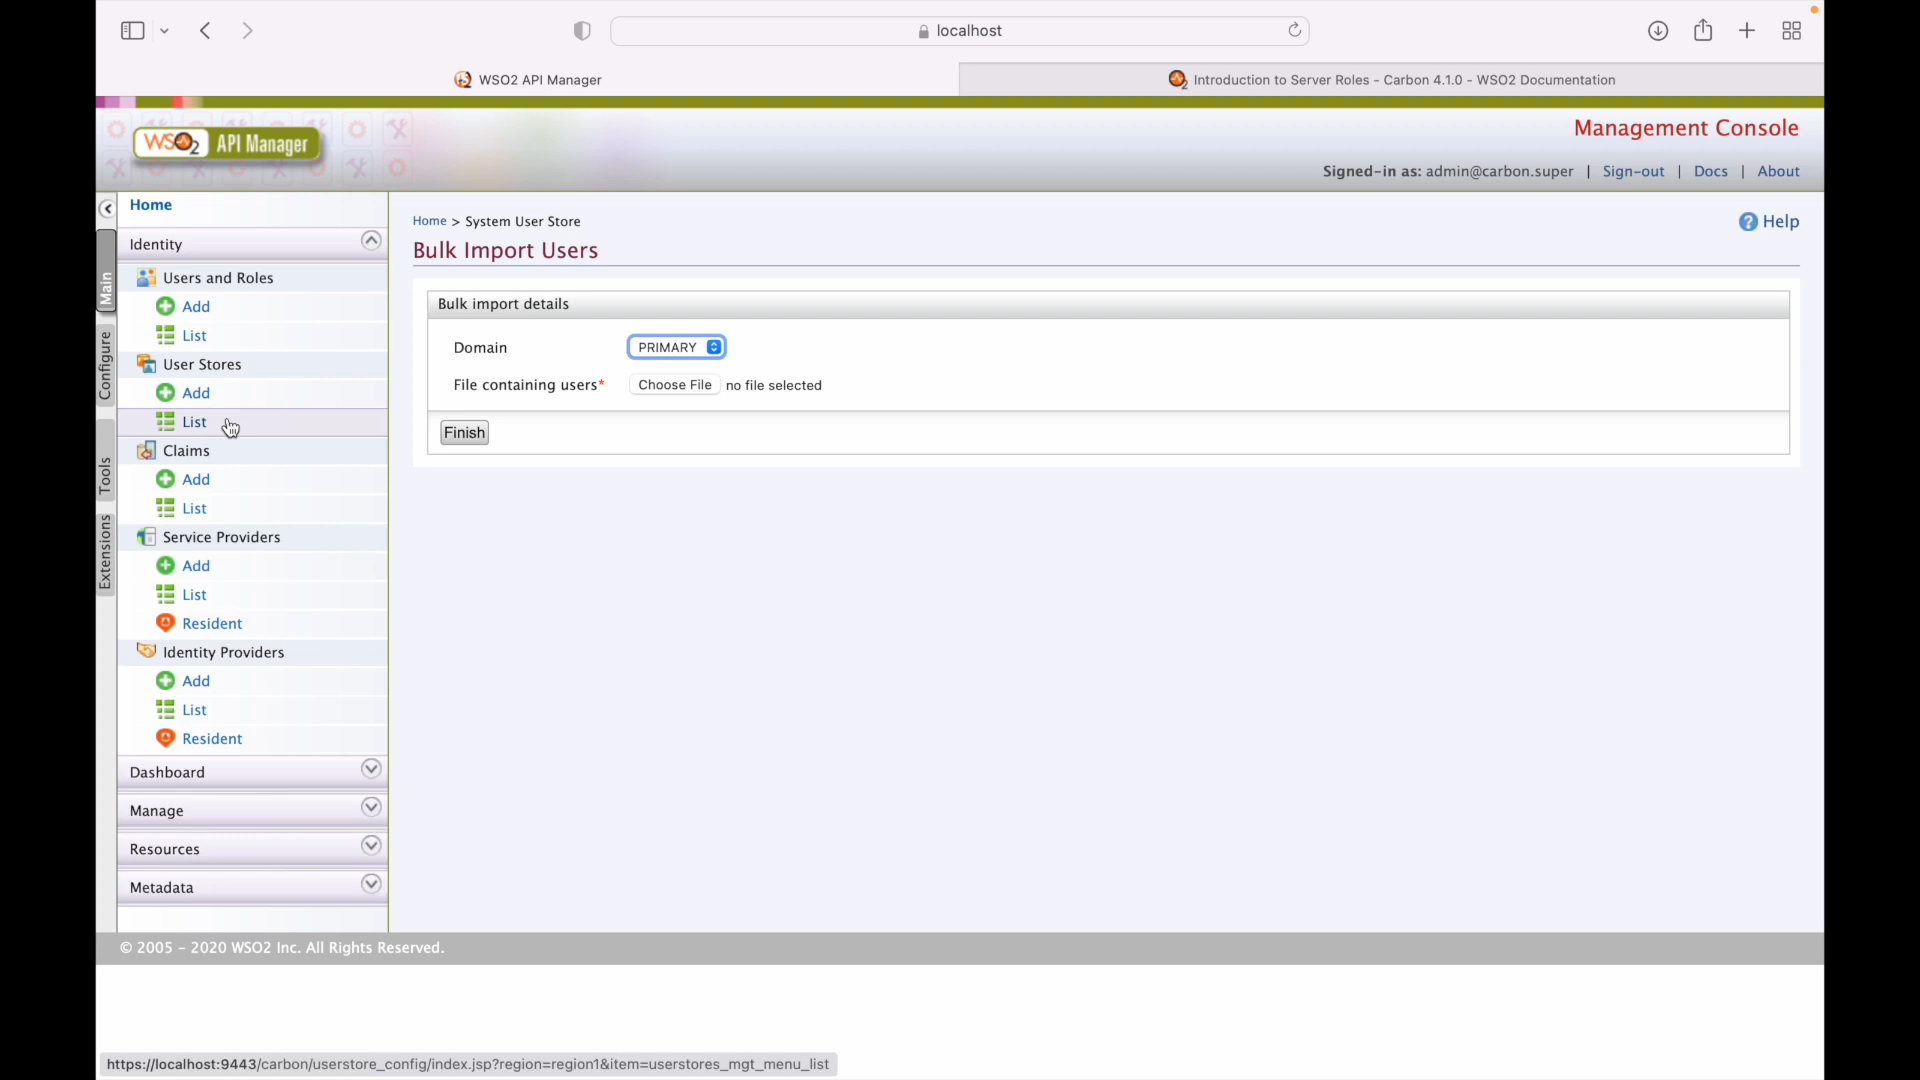 localhost
WSO2 API Manager
Introduction to Server Roles - Carbon 4.1.0 - WSO2 Documentation
WSO2 API Manager
Management Console
Signed-in as: admin@carbon.super | Sign-out | Docs | About
Main
Configure
Tools
Extensions
Home
Identity
Users and Roles
Add
List
User Stores
Add
List
Claims
Add
List
Service Providers
Add
List
Resident
Identity Providers
Add
List
Resident
Dashboard
Manage
Resources
Metadata
Home > System User Store
Help
Bulk Import Users
Bulk import details
Domain PRIMARY
File containing users* Choose File no file selected
Finish
© 2005 - 2020 WSO2 Inc. All Rights Reserved.
https://localhost:9443/carbon/userstore_config/index.jsp?region=region1&item=userstores_mgt_menu_list